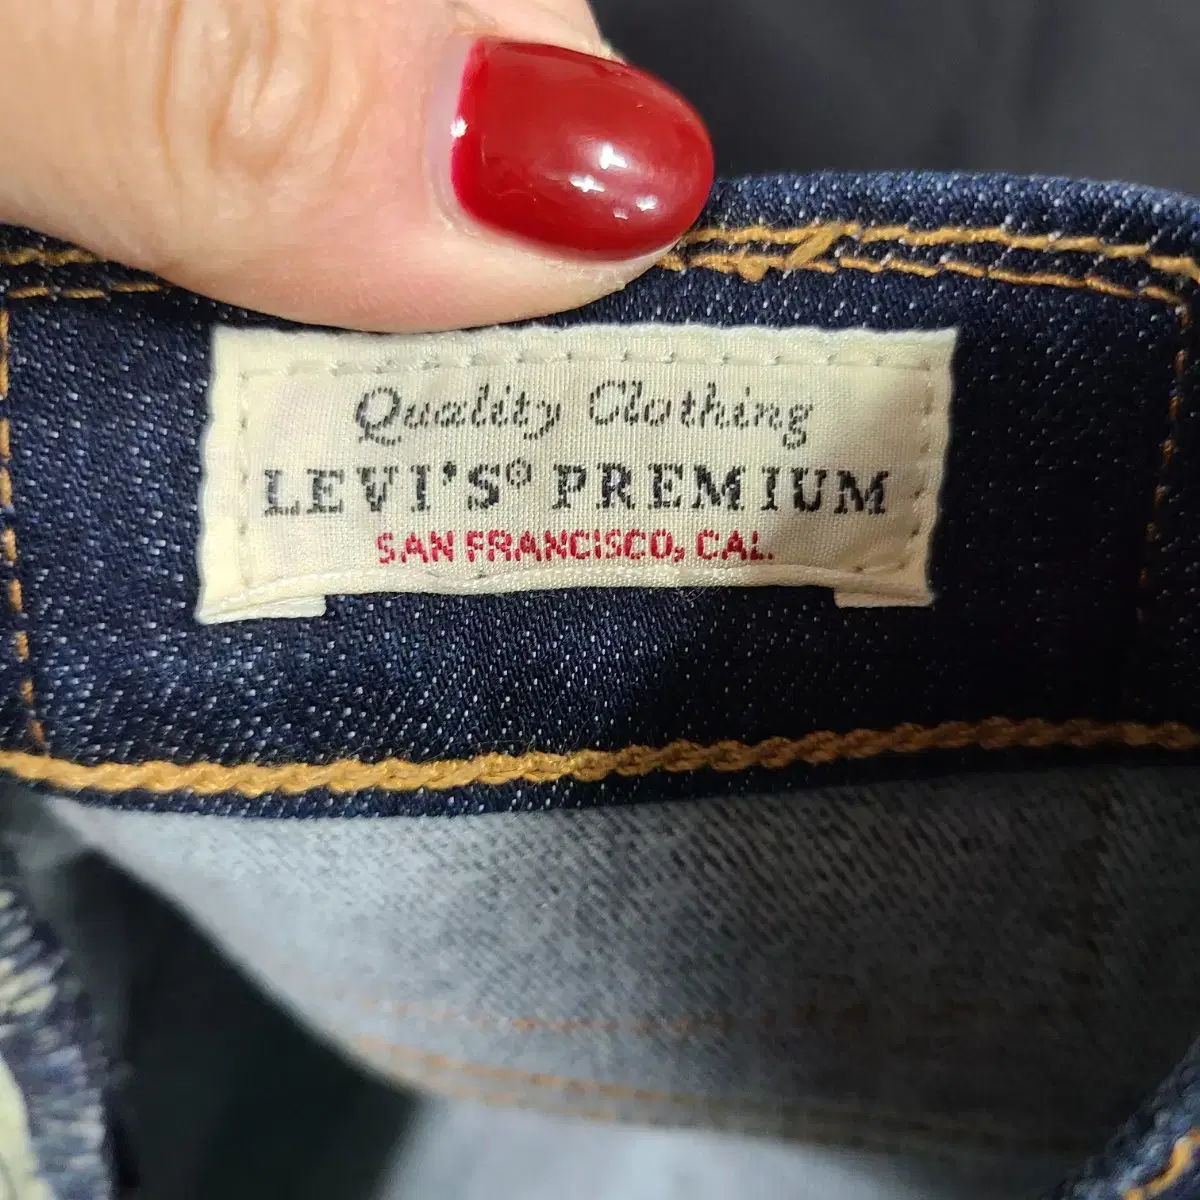 Quality Clothing
LEVI'S® PREMIUM
SAN FRANCISCO, CAL.